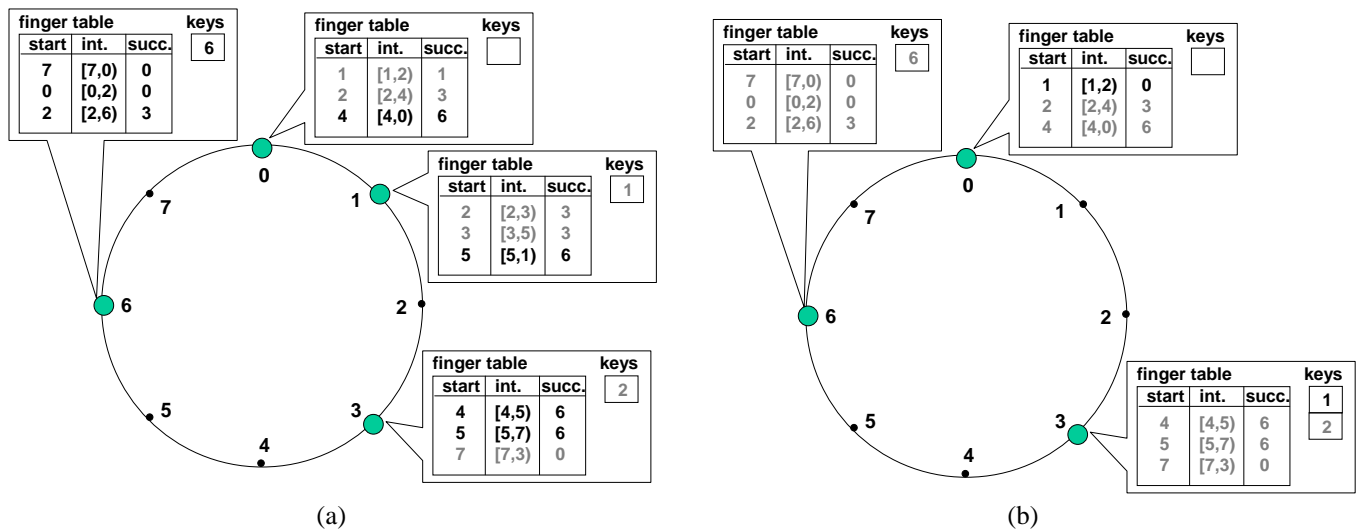 finger table keys
start int. succ. 6
7 [7,0) 0
0 [0,2) 0
2 [2,6) 3
finger table keys
start int. succ.
1 [1,2) 1
2 [2,4) 3
4 [4,0) 6
finger table keys
start int. succ. 1
2 [2,3) 3
3 [3,5) 3
5 [5,1) 6
finger table keys
start int. succ. 2
4 [4,5) 6
5 [5,7) 6
7 [7,3) 0
0
1
2
3
4
5
6
7
(a)
finger table keys
start int. succ. 6
7 [7,0) 0
0 [0,2) 0
2 [2,6) 3
finger table keys
start int. succ.
1 [1,2) 0
2 [2,4) 3
4 [4,0) 6
finger table keys
start int. succ. 1
4 [4,5) 6 2
5 [5,7) 6
7 [7,3) 0
0
1
2
3
4
5
6
7
(b)